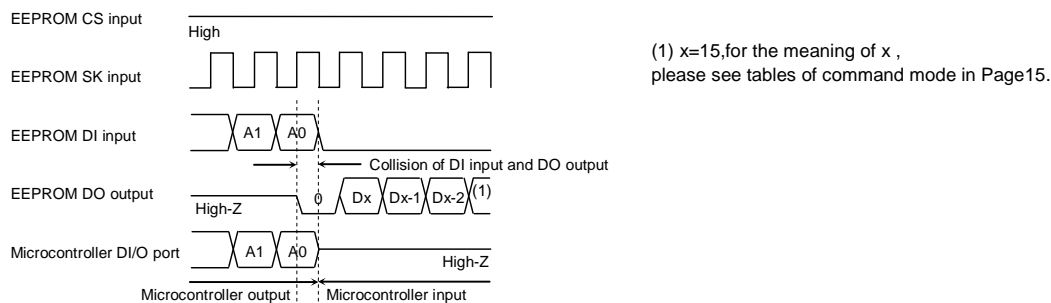 EEPROM CS input
High
(1) x=15,for the meaning of x ,
please see tables of command mode in Page15.
EEPROM SK input
EEPROM DI input
A1
A0
Collision of DI input and DO output
EEPROM DO output
High-Z
0
Dx
Dx-1
Dx-2
(1)
Microcontroller DI/O port
A1
A0
High-Z
Microcontroller output
Microcontroller input